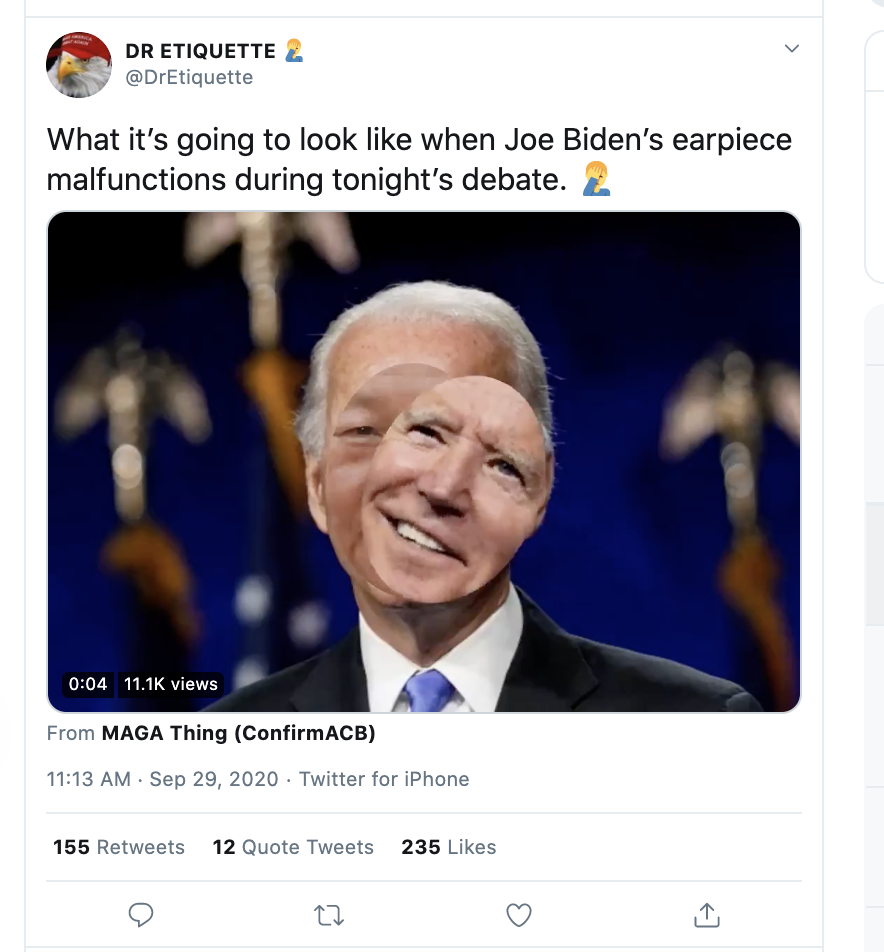 DR ETIQUETTE 🤦‍♂️
@DrEtiquette
What it's going to look like when Joe Biden's earpiece
malfunctions during tonight's debate. 🤦‍♂️
0:04 11.1K views
From MAGA Thing (ConfirmACB)
11:13 AM · Sep 29, 2020 · Twitter for iPhone
155 Retweets 12 Quote Tweets 235 Likes